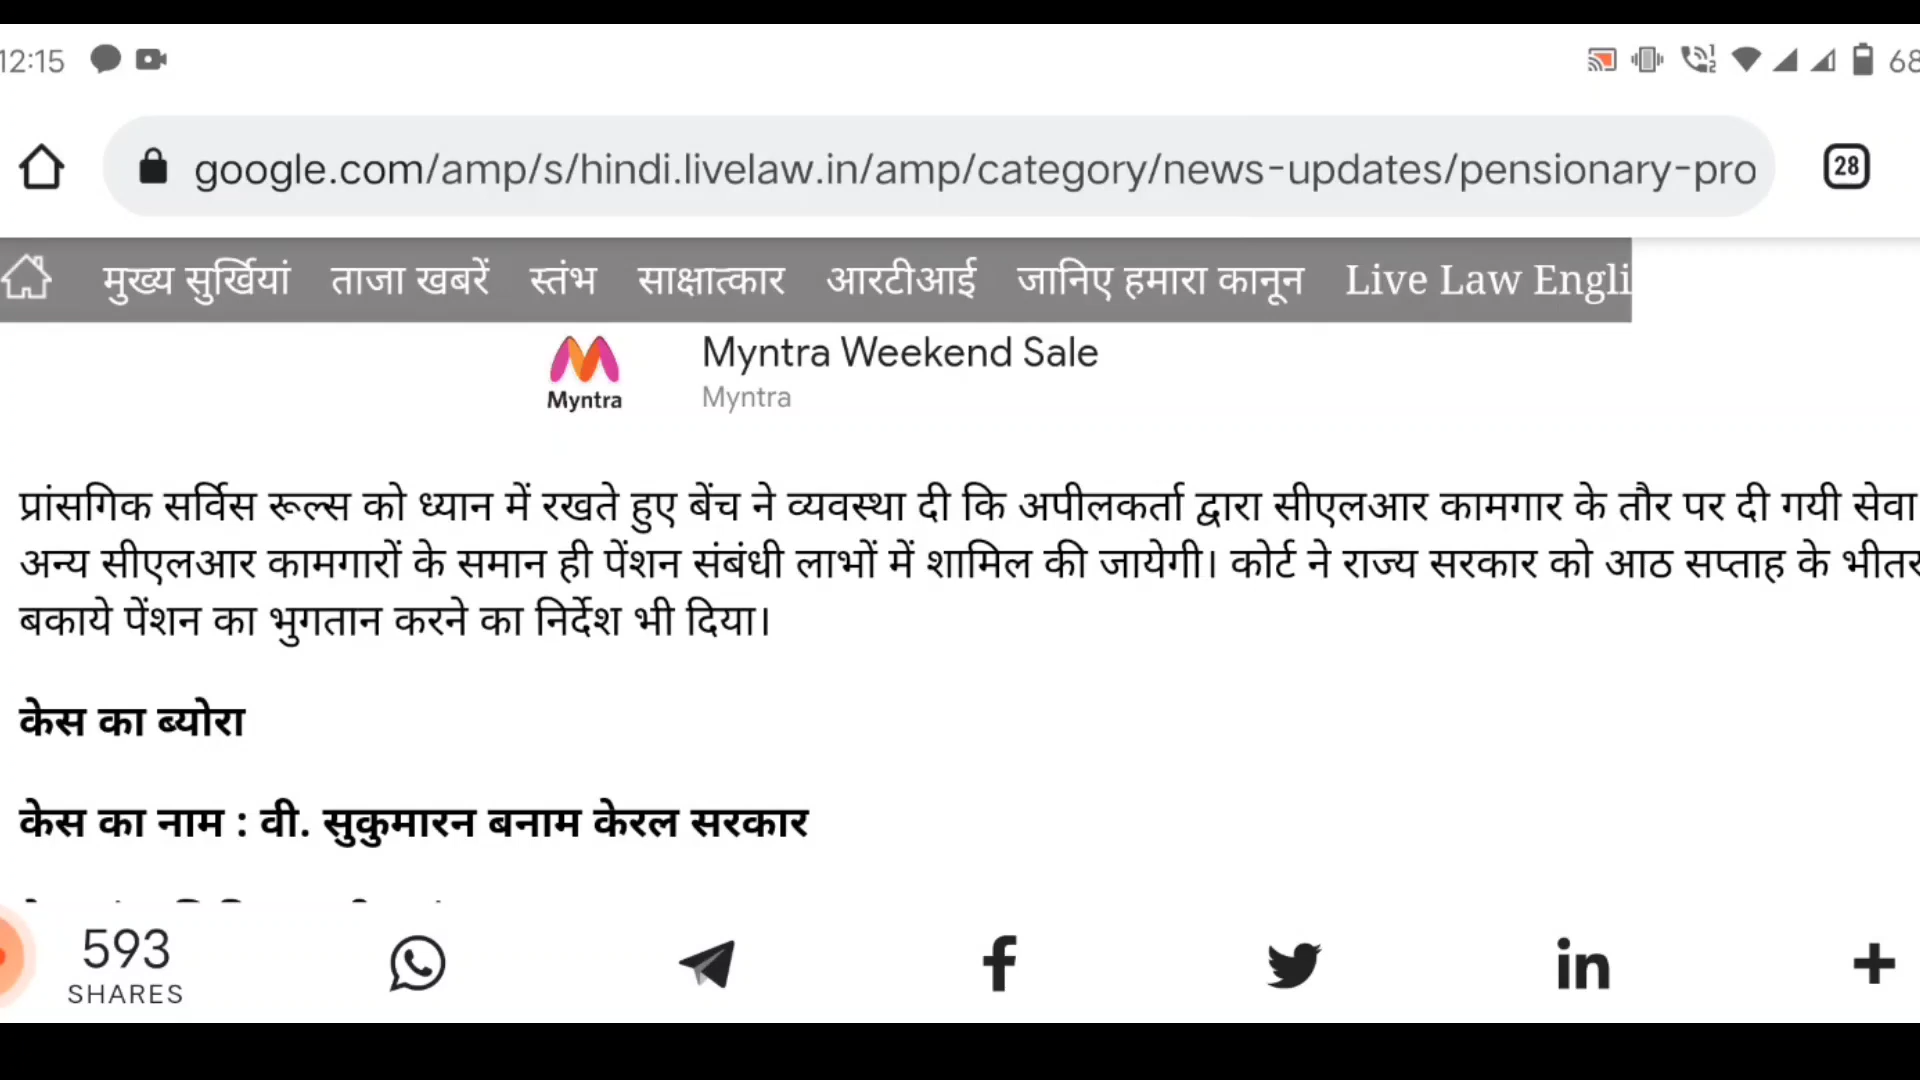 12:15
68
google.com/amp/s/hindi.livelaw.in/amp/category/news-updates/pensionary-pro
28
मुख्य सुर्खियां ताजा खबरें स्तंभ साक्षात्कार आरटीआई जानिए हमारा कानून Live Law Engli
Myntra Weekend Sale
Myntra
Myntra
प्रांसगिक सर्विस रूल्स को ध्यान में रखते हुए बेंच ने व्यवस्था दी कि अपीलकर्ता द्वारा सीएलआर कामगार के तौर पर दी गयी सेवा
अन्य सीएलआर कामगारों के समान ही पेंशन संबंधी लाभों में शामिल की जायेगी। कोर्ट ने राज्य सरकार को आठ सप्ताह के भीतर
बकाये पेंशन का भुगतान करने का निर्देश भी दिया।
केस का ब्योरा
केस का नाम : वी. सुकुमारन बनाम केरल सरकार
593
SHARES